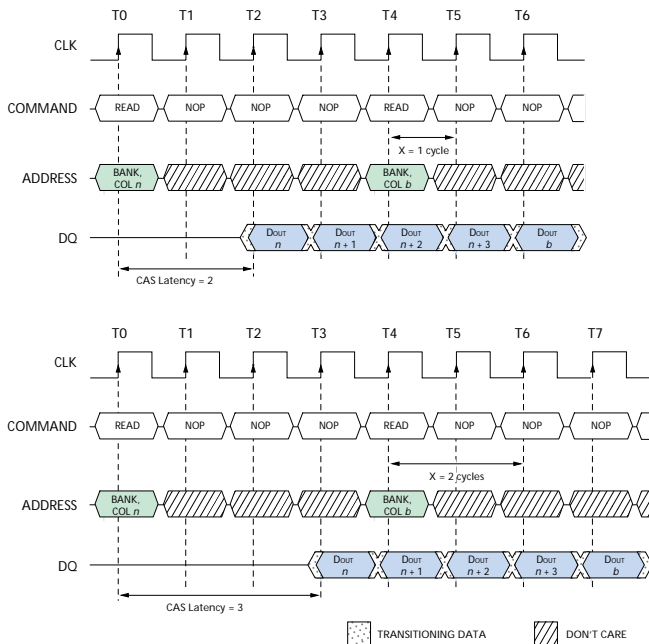 T0 T1 T2 T3 T4 T5 T6
CLK
COMMAND READ NOP NOP NOP READ NOP NOP
X = 1 cycle
ADDRESS BANK, COL n BANK, COL b
DQ DOUT n DOUT n + 1 DOUT n + 2 DOUT n + 3 DOUT b
CAS Latency = 2
T0 T1 T2 T3 T4 T5 T6 T7
CLK
COMMAND READ NOP NOP NOP READ NOP NOP NOP
X = 2 cycles
ADDRESS BANK, COL n BANK, COL b
DQ DOUT n DOUT n + 1 DOUT n + 2 DOUT n + 3 DOUT b
CAS Latency = 3
TRANSITIONING DATA DON'T CARE